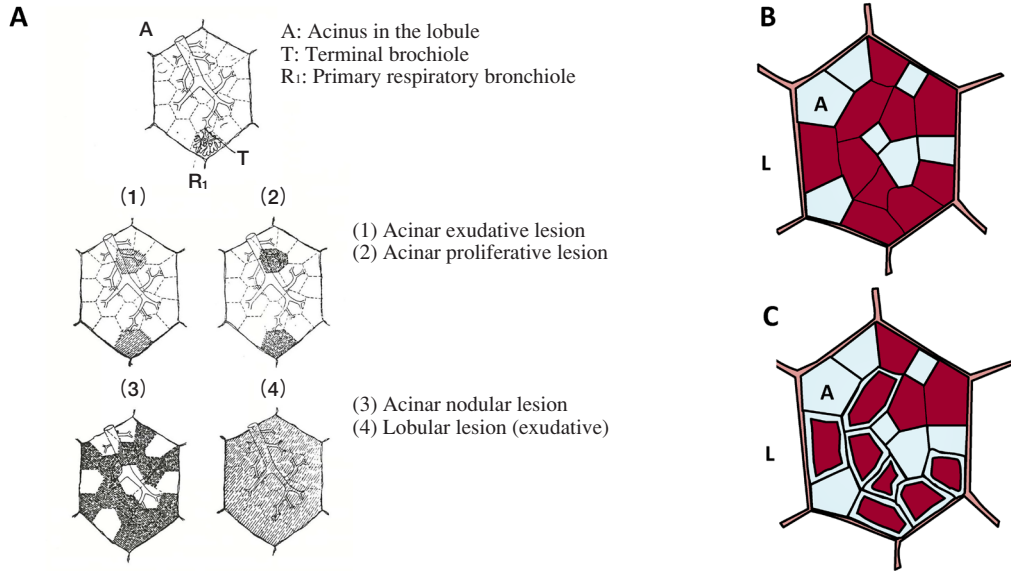 A
A
A: Acinus in the lobule
T: Terminal brochiole
R1: Primary respiratory bronchiole
T
R1
(1)
(2)
(1) Acinar exudative lesion
(2) Acinar proliferative lesion
(3)
(4)
(3) Acinar nodular lesion
(4) Lobular lesion (exudative)
B
A
L
C
A
L